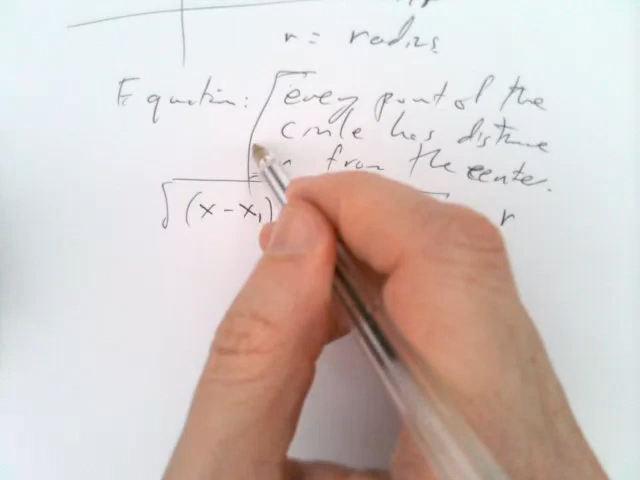 r = radius
Equation: every point of the
circle has distance
r from the center.
√(x-x₁) r